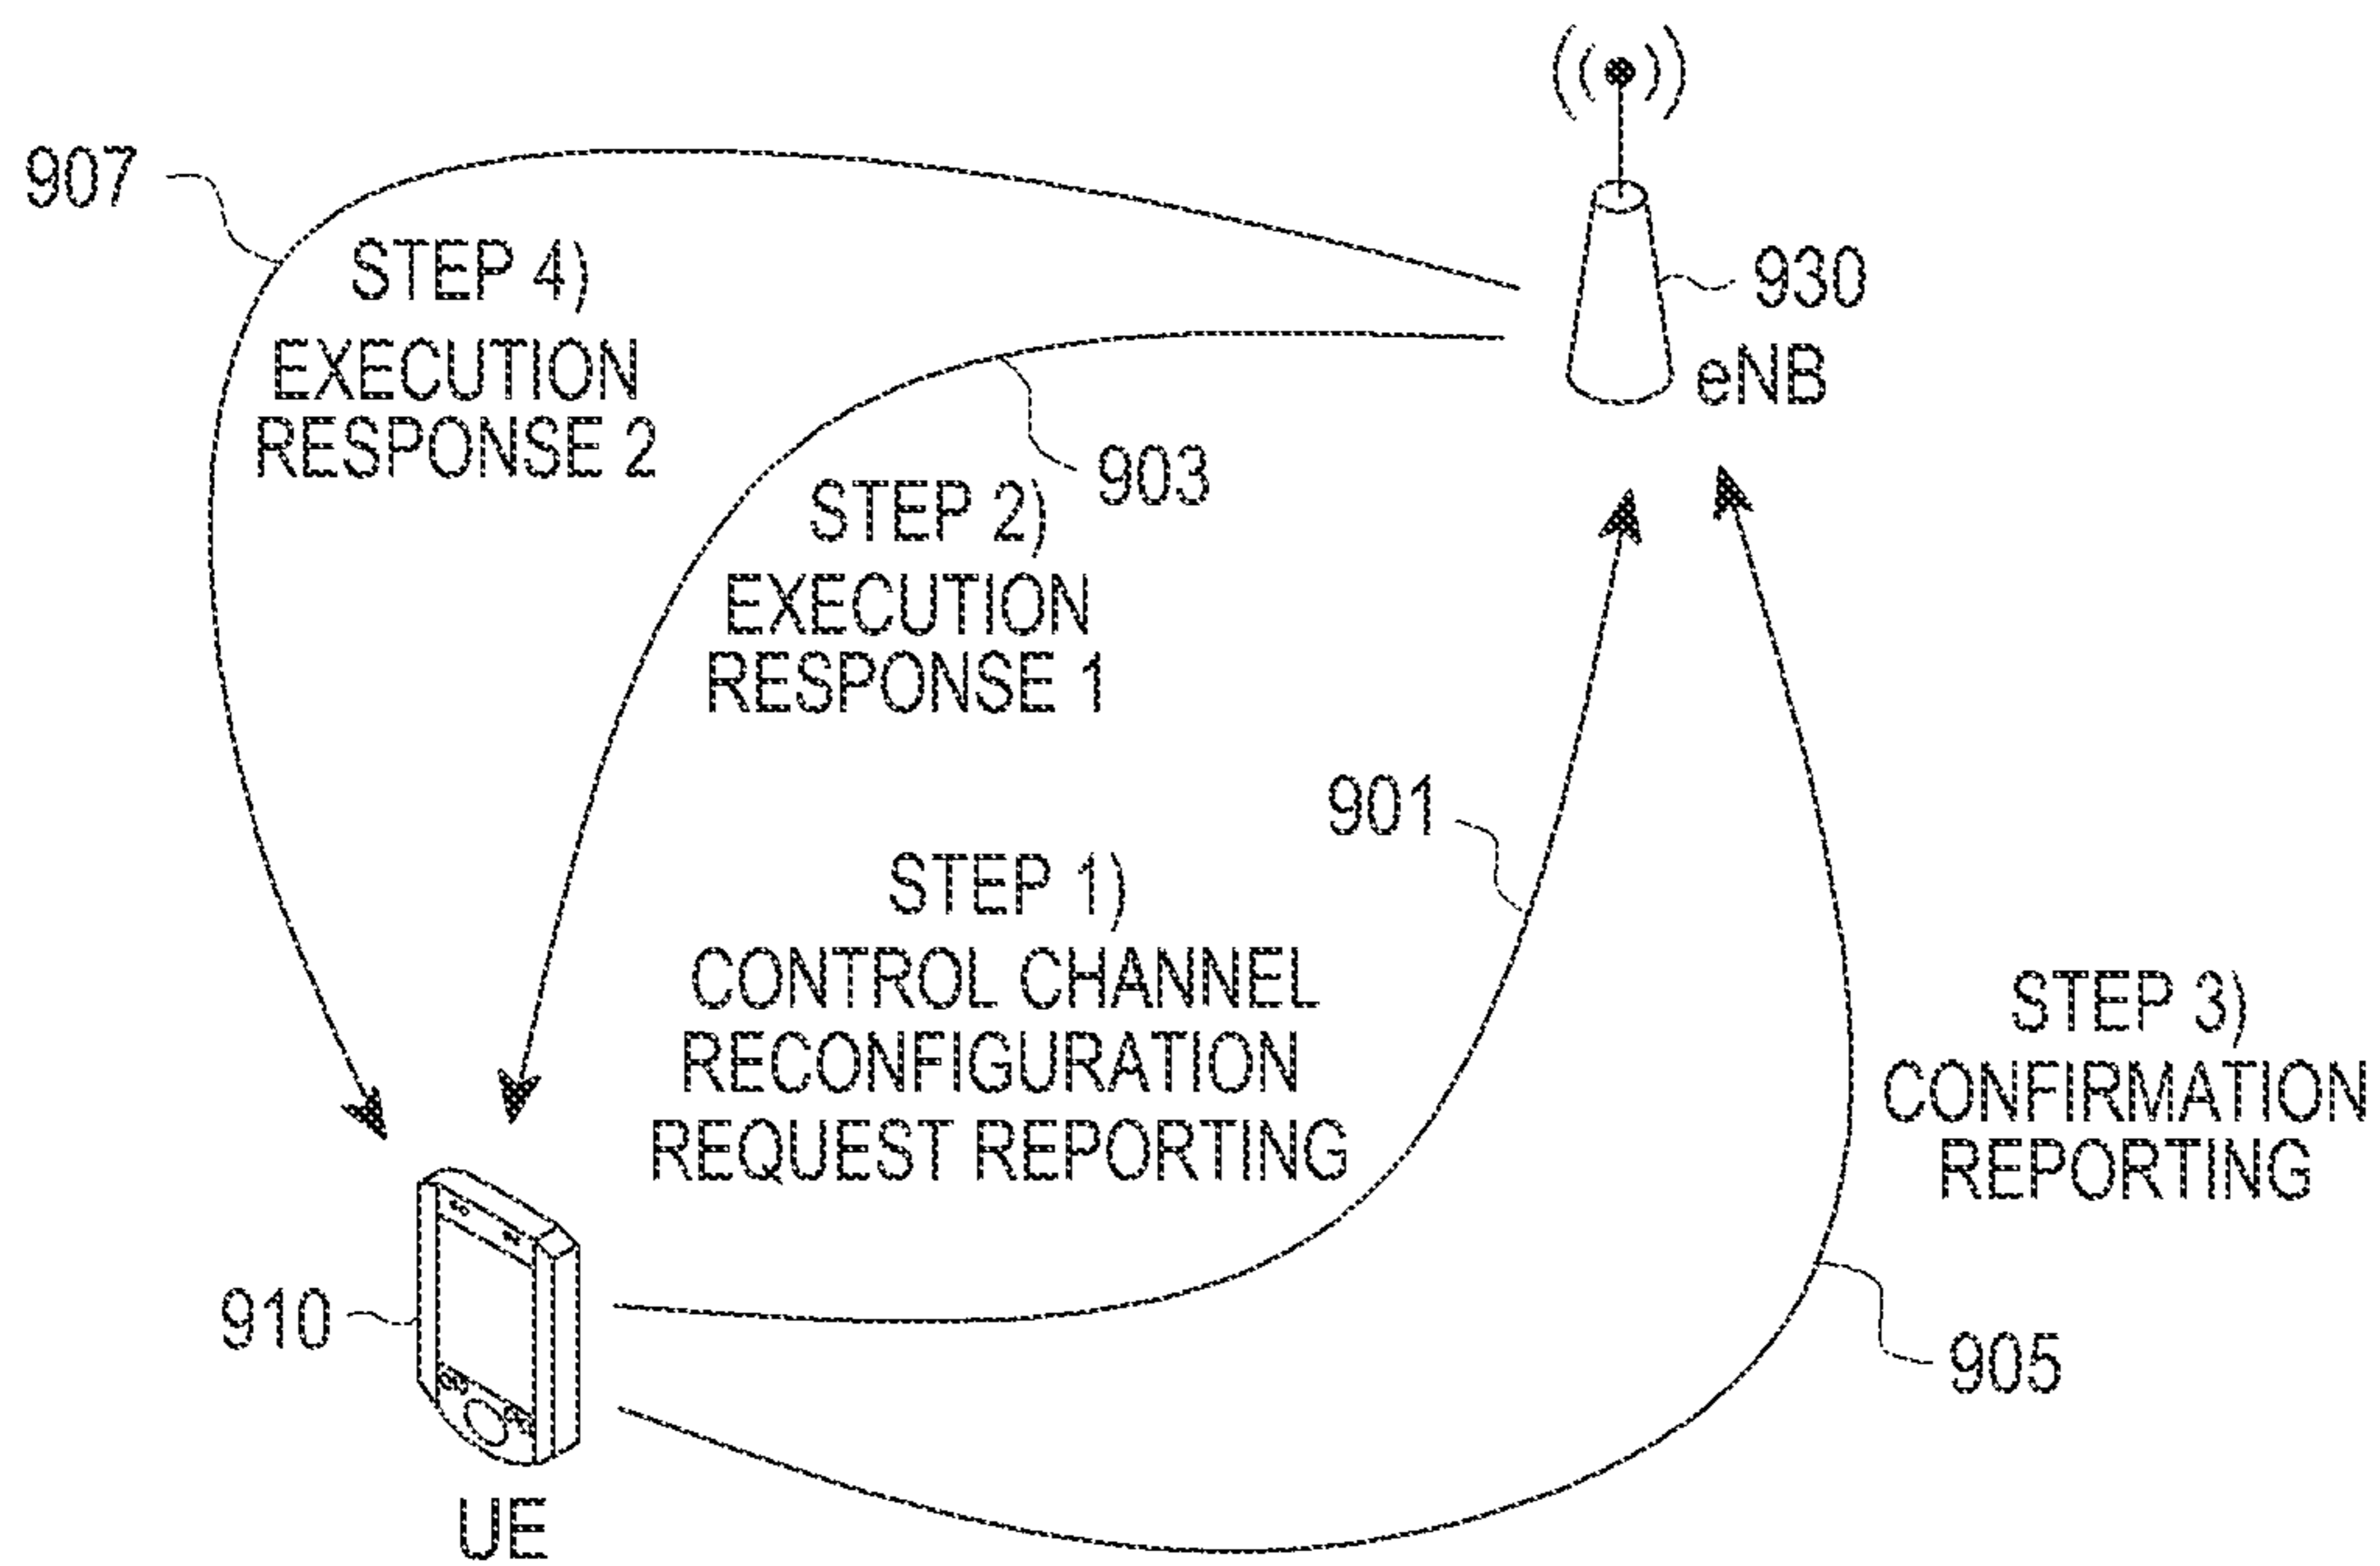 907
STEP 4)
EXECUTION
RESPONSE 2
930
eNB
903
STEP 2)
EXECUTION
RESPONSE 1
901
STEP 1)
CONTROL CHANNEL
RECONFIGURATION
REQUEST REPORTING
STEP 3)
CONFIRMATION
REPORTING
910
905
UE